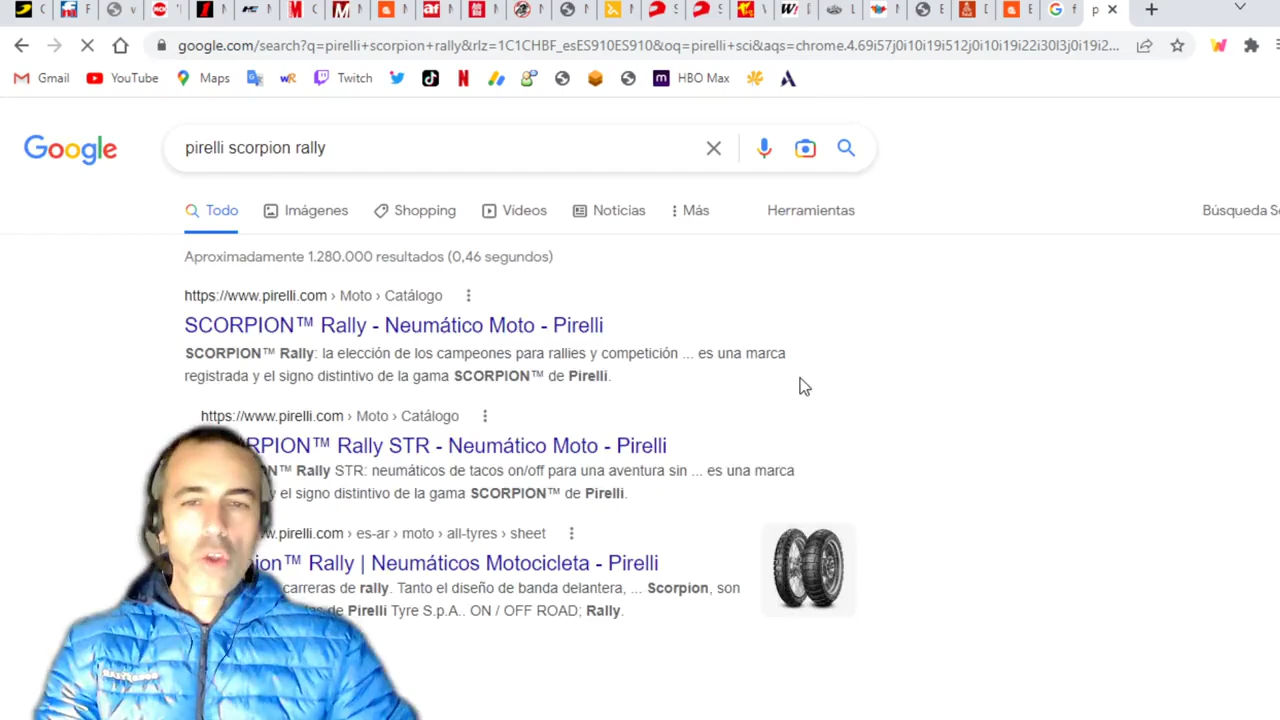 google.com/search?q=pirelli+scorpion+rally&rlz=1C1CHBF_esES910ES910&oq=pirelli+sci&aqs=chrome.4.69i57j0i10i19i512j0i10i19i22i30l3j0i19i2...
Gmail YouTube Maps Twitch HBO Max
Google
pirelli scorpion rally
Todo Imágenes Shopping Vídeos Noticias Más Herramientas Búsqueda S
Aproximadamente 1.280.000 resultados (0,46 segundos)
https://www.pirelli.com › Moto › Catálogo
SCORPION™ Rally - Neumático Moto - Pirelli
SCORPION™ Rally: la elección de los campeones para rallies y competición ... es una marca
registrada y el signo distintivo de la gama SCORPION™ de Pirelli.
https://www.pirelli.com › Moto › Catálogo
RPION™ Rally STR - Neumático Moto - Pirelli
N™ Rally STR: neumáticos de tacos on/off para una aventura sin ... es una marca
y el signo distintivo de la gama SCORPION™ de Pirelli.
w.pirelli.com › es-ar › moto › all-tyres › sheet
ion™ Rally | Neumáticos Motocicleta - Pirelli
carreras de rally. Tanto el diseño de banda delantera, ... Scorpion, son
de Pirelli Tyre S.p.A.. ON / OFF ROAD; Rally.